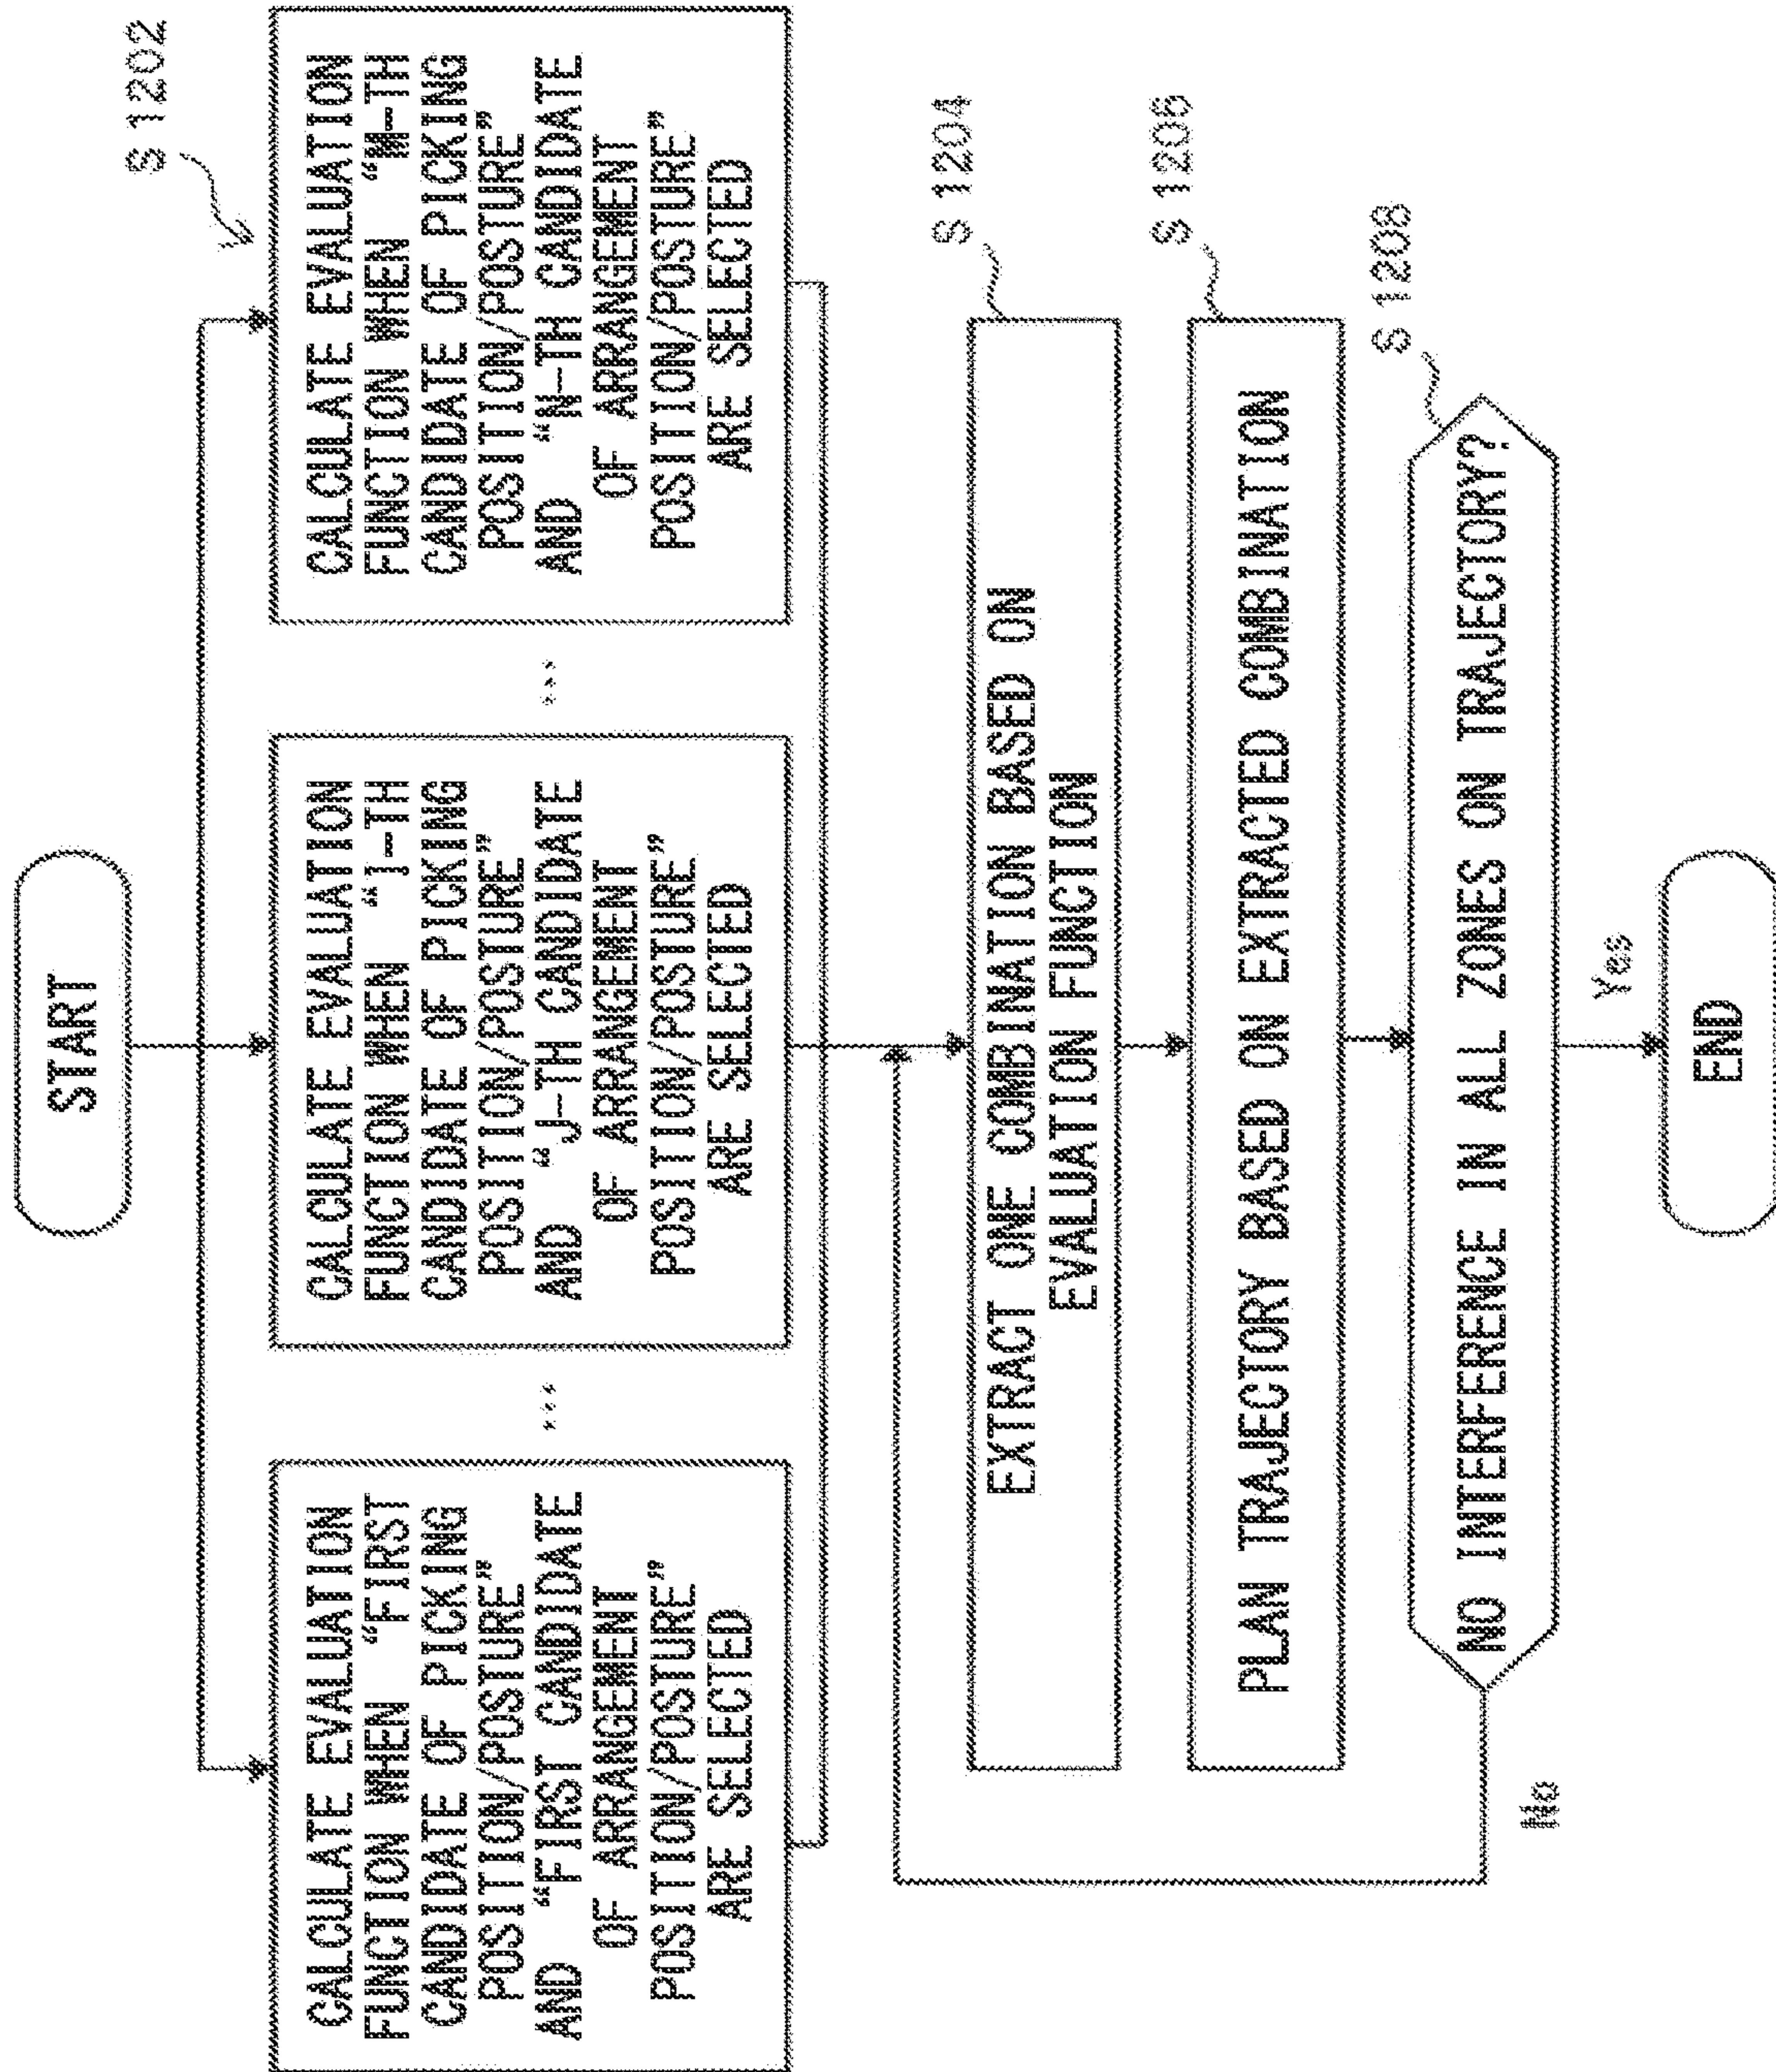 START
S 1202
CALCULATE EVALUATION
FUNCTION WHEN "FIRST
CANDIDATE OF PICKING
POSITION/POSTURE"
AND "FIRST CANDIDATE
OF ARRANGEMENT
POSITION/POSTURE"
ARE SELECTED
...
CALCULATE EVALUATION
FUNCTION WHEN "I-TH
CANDIDATE OF PICKING
POSITION/POSTURE"
AND "J-TH CANDIDATE
OF ARRANGEMENT
POSITION/POSTURE"
ARE SELECTED
...
CALCULATE EVALUATION
FUNCTION WHEN "M-TH
CANDIDATE OF PICKING
POSITION/POSTURE"
AND "N-TH CANDIDATE
OF ARRANGEMENT
POSITION/POSTURE"
ARE SELECTED
S 1204
EXTRACT ONE COMBINATION BASED ON
EVALUATION FUNCTION
S 1206
PLAN TRAJECTORY BASED ON EXTRACTED COMBINATION
S 1208
NO INTERFERENCE IN ALL ZONES ON TRAJECTORY?
No
Yes
END